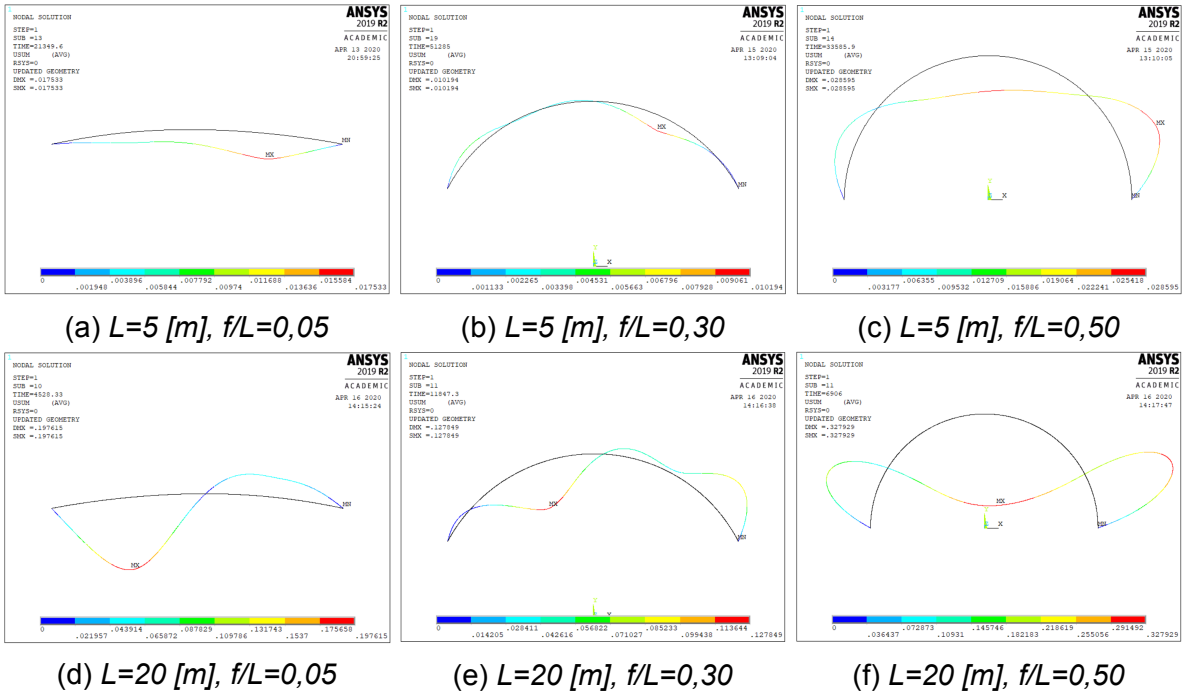 1
NODAL SOLUTION
STEP=1
SUB =13
TIME=21349.6
USUM (AVG)
RSYS=0
UPDATED GEOMETRY
DMX =.017533
SMX =.017533
ANSYS
2019 R2
ACADEMIC
APR 13 2020
20:59:25
MN
MX
0 .003896 .007792 .011688 .015584
.001948 .005844 .00974 .013636 .017533
(a) L=5 [m], f/L=0,05
1
NODAL SOLUTION
STEP=1
SUB =19
TIME=51285
USUM (AVG)
RSYS=0
UPDATED GEOMETRY
DMX =.010194
SMX =.010194
ANSYS
2019 R2
ACADEMIC
APR 15 2020
13:09:04
MX
MN
Y
X
0 .002265 .004531 .006796 .009061
.001133 .003398 .005663 .007928 .010194
(b) L=5 [m], f/L=0,30
1
NODAL SOLUTION
STEP=1
SUB =14
TIME=33585.9
USUM (AVG)
RSYS=0
UPDATED GEOMETRY
DMX =.028595
SMX =.028595
ANSYS
2019 R2
ACADEMIC
APR 15 2020
13:10:05
MX
Y
X
MN
0 .006355 .012709 .019064 .025418
.003177 .009532 .015886 .022241 .028595
(c) L=5 [m], f/L=0,50
1
NODAL SOLUTION
STEP=1
SUB =10
TIME=4528.33
USUM (AVG)
RSYS=0
UPDATED GEOMETRY
DMX =.197615
SMX =.197615
ANSYS
2019 R2
ACADEMIC
APR 16 2020
14:15:24
MN
MX
0 .043914 .087829 .131743 .175658
.021957 .065872 .109786 .1537 .197615
(d) L=20 [m], f/L=0,05
1
NODAL SOLUTION
STEP=1
SUB =11
TIME=11847.3
USUM (AVG)
RSYS=0
UPDATED GEOMETRY
DMX =.127849
SMX =.127849
ANSYS
2019 R2
ACADEMIC
APR 16 2020
14:16:38
MX
MN
Y
0 .028411 .056822 .085233 .113644
.014205 .042616 .071027 .099438 .127849
(e) L=20 [m], f/L=0,30
1
NODAL SOLUTION
STEP=1
SUB =11
TIME=6906
USUM (AVG)
RSYS=0
UPDATED GEOMETRY
DMX =.327929
SMX =.327929
ANSYS
2019 R2
ACADEMIC
APR 16 2020
14:17:47
MX
Y
X
MN
0 .072873 .145746 .218619 .291492
.036437 .10931 .182183 .255056 .327929
(f) L=20 [m], f/L=0,50